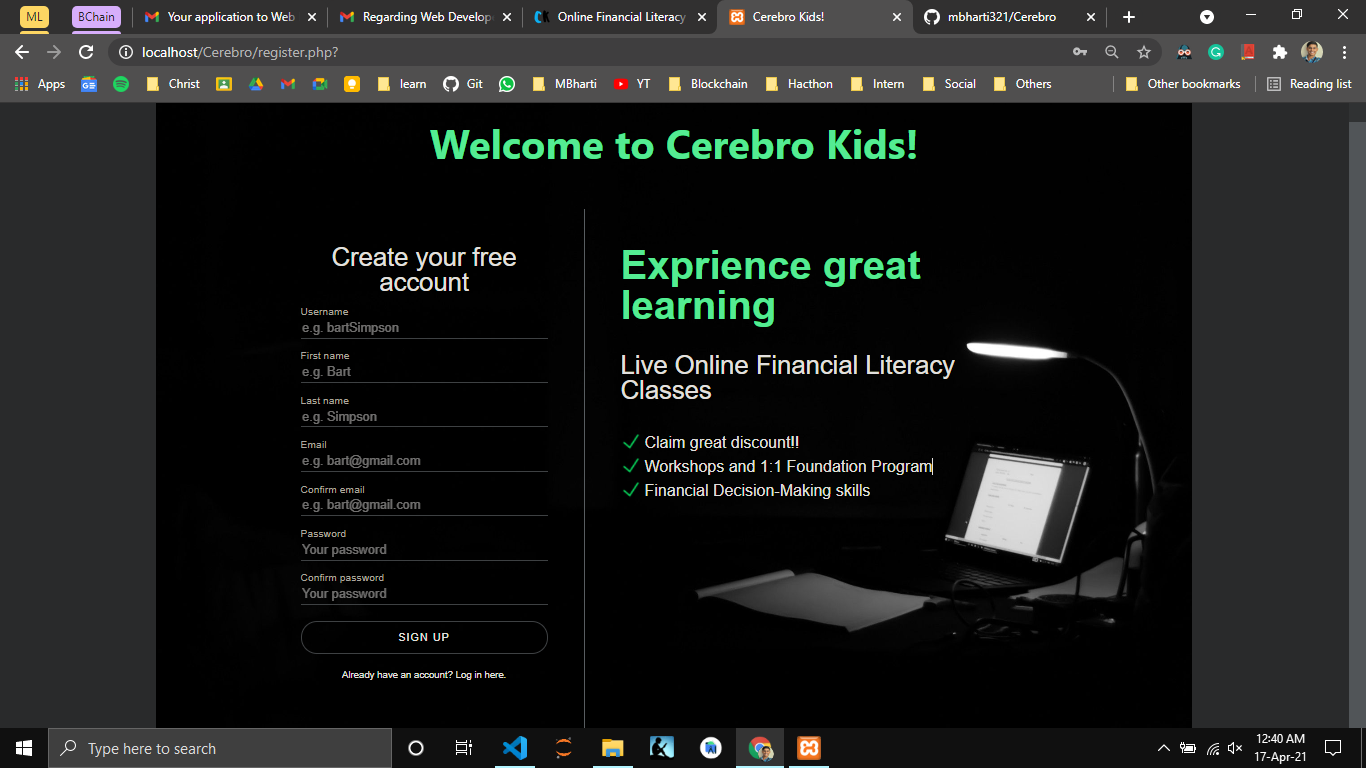 ML
BChain
Your application to Web
Regarding Web Develop
Online Financial Literacy
Cerebro Kids!
mbharti321/Cerebro
localhost/Cerebro/register.php?
Apps
Christ
learn
Git
MBharti
YT
Blockchain
Hacthon
Intern
Social
Others
Other bookmarks
Reading list
Welcome to Cerebro Kids!
Create your free
account
Username
e.g. bartSimpson
First name
e.g. Bart
Last name
e.g. Simpson
Email
e.g. bart@gmail.com
Confirm email
e.g. bart@gmail.com
Password
Your password
Confirm password
Your password
SIGN UP
Already have an account? Log in here.
Exprience great
learning
Live Online Financial Literacy
Classes
Claim great discount!!
Workshops and 1:1 Foundation Program
Financial Decision-Making skills
Type here to search
12:40 AM
17-Apr-21